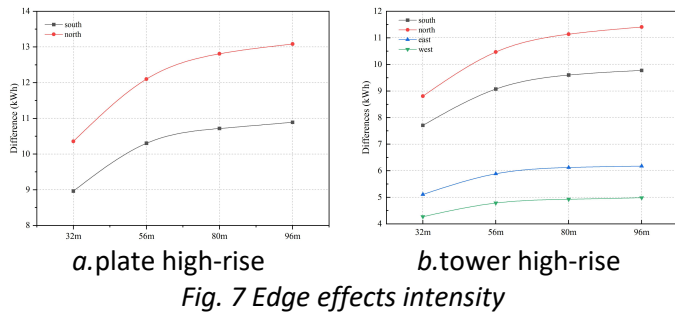 south
north
Difference (kWh)
13
12
11
10
9
8
14
32m
56m
80m
96m
a.plate high-rise
south
north
east
west
Differences (kWh)
12
11
10
9
8
7
6
5
4
32m
56m
80m
96m
b.tower high-rise
Fig. 7 Edge effects intensity